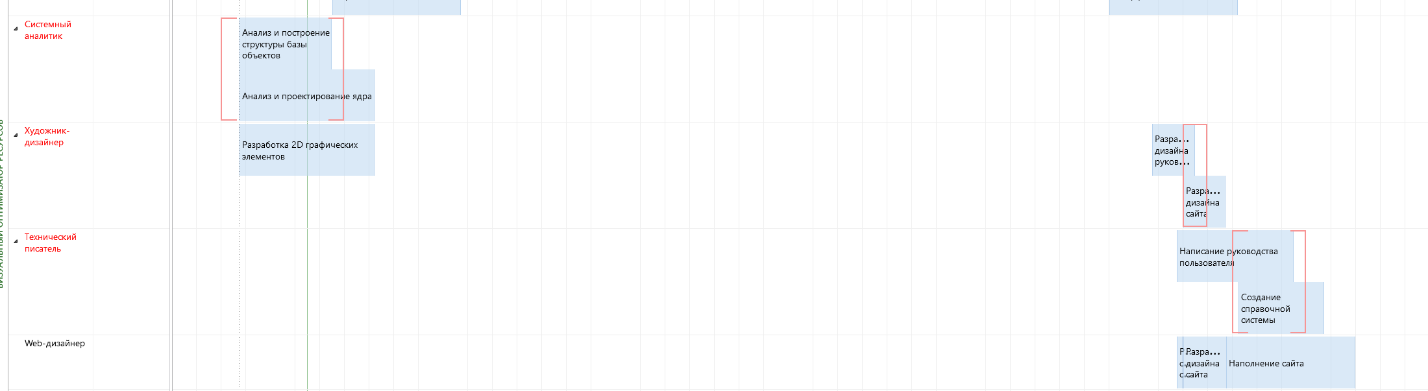 Системный
аналитик
Анализ и построение
структуры базы
объектов
Анализ и проектирование ядра
Художник-
дизайнер
Разработка 2D графических
элементов
Разра...
дизайна
руков...
Разра...
дизайна
сайта
Технический
писатель
Написание руководства
пользователя
Создание
справочной
системы
Web-дизайнер
Разра...
дизайна
сайта
Наполнение сайта